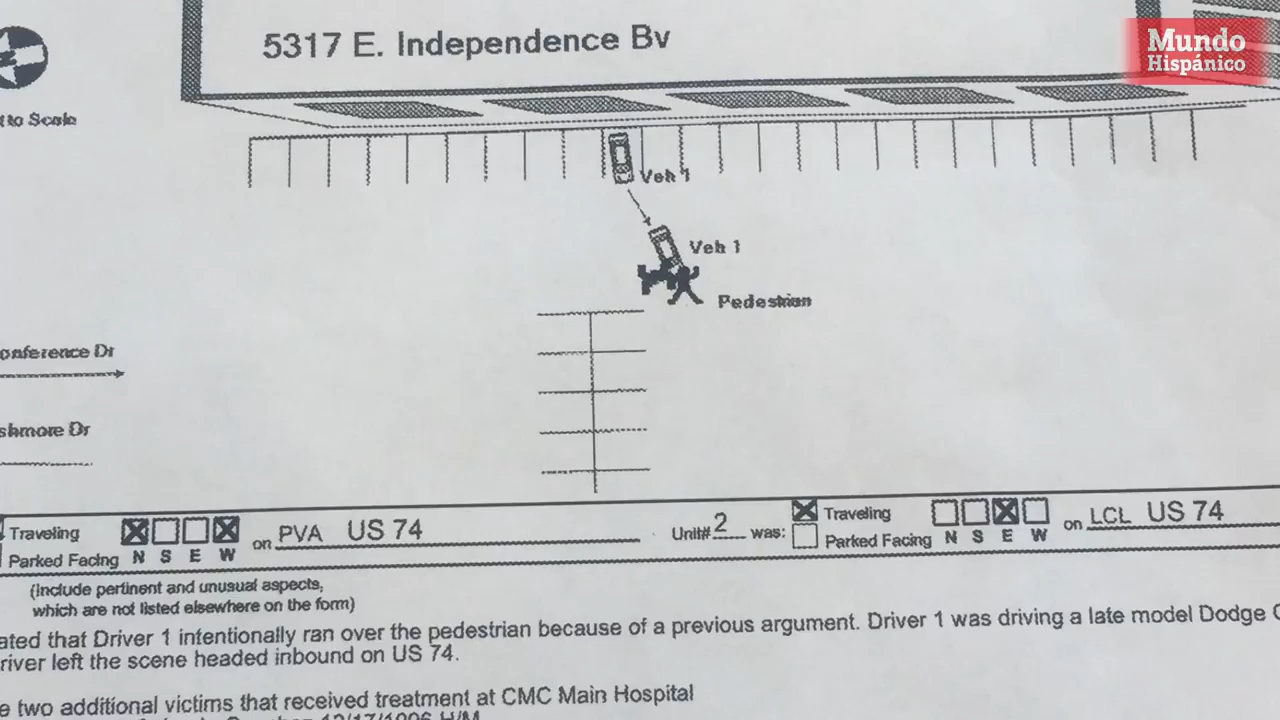 5317 E. Independence Bv
Mundo
Hispánico
to Scale
Veh 1
Veh 1
Pedestrian
onference Dr
shmore Dr
Traveling
Parked Facing N S E W on PVA US 74
Unit# 2 was:
Traveling
Parked Facing N S E W on LCL US 74
(Include pertinent and unusual aspects,
which are not listed elsewhere on the form)
ated that Driver 1 intentionally ran over the pedestrian because of a previous argument. Driver 1 was driving a late model Dodge
river left the scene headed inbound on US 74.
e two additional victims that received treatment at CMC Main Hospital